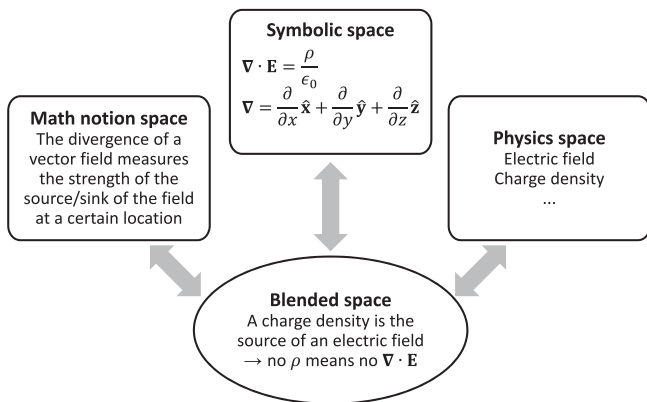 Symbolic space
∇ · E = ρ/ϵ₀
∇ = ∂/∂x x̂ + ∂/∂y ŷ + ∂/∂z ẑ
Math notion space
The divergence of a
vector field measures
the strength of the
source/sink of the field
at a certain location
Physics space
Electric field
Charge density
...
Blended space
A charge density is the
source of an electric field
→ no ρ means no ∇ · E